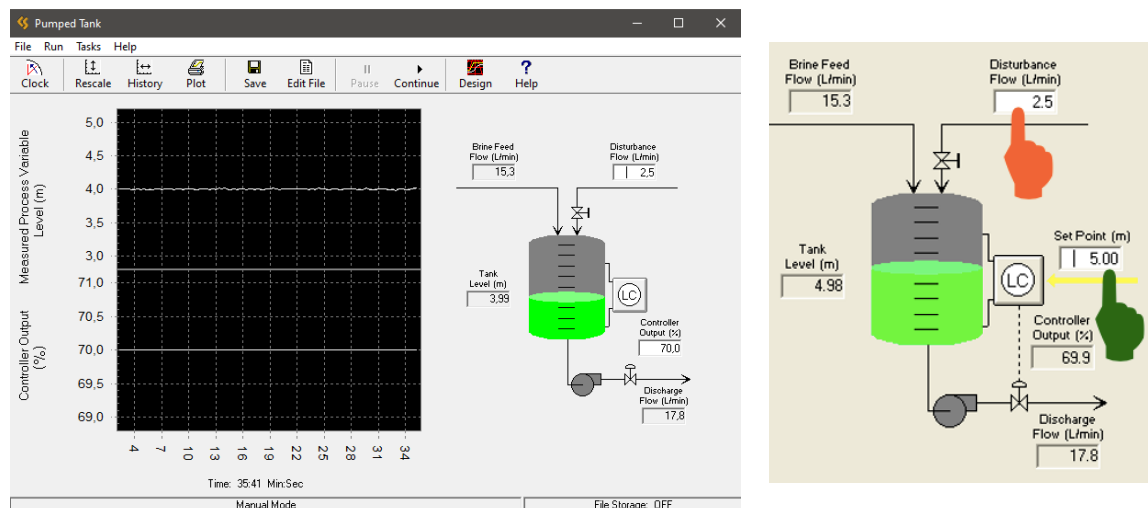 Pumped Tank
File Run Tasks Help
Clock Rescale History Plot Save Edit File Pause Continue Design Help
Measured Process Variable
Level (m)
5,0
4,5
4,0
3,5
3,0
71,0
70,5
70,0
69,5
69,0
Controller Output
(%)
4 7 10 13 16 19 22 25 28 31 34
Time: 35:41 Min:Sec
Manual Mode
File Storage: OFF
Brine Feed
Flow (L/min)
15,3
Disturbance
Flow (L/min)
2,5
Tank
Level (m)
3,99
LC
Controller
Output (%)
70,0
Discharge
Flow (L/min)
17,8
Brine Feed
Flow (L/min)
15.3
Disturbance
Flow (L/min)
2.5
Tank
Level (m)
4.98
Set Point (m)
5.00
LC
Controller
Output (%)
69.9
Discharge
Flow (L/min)
17.8